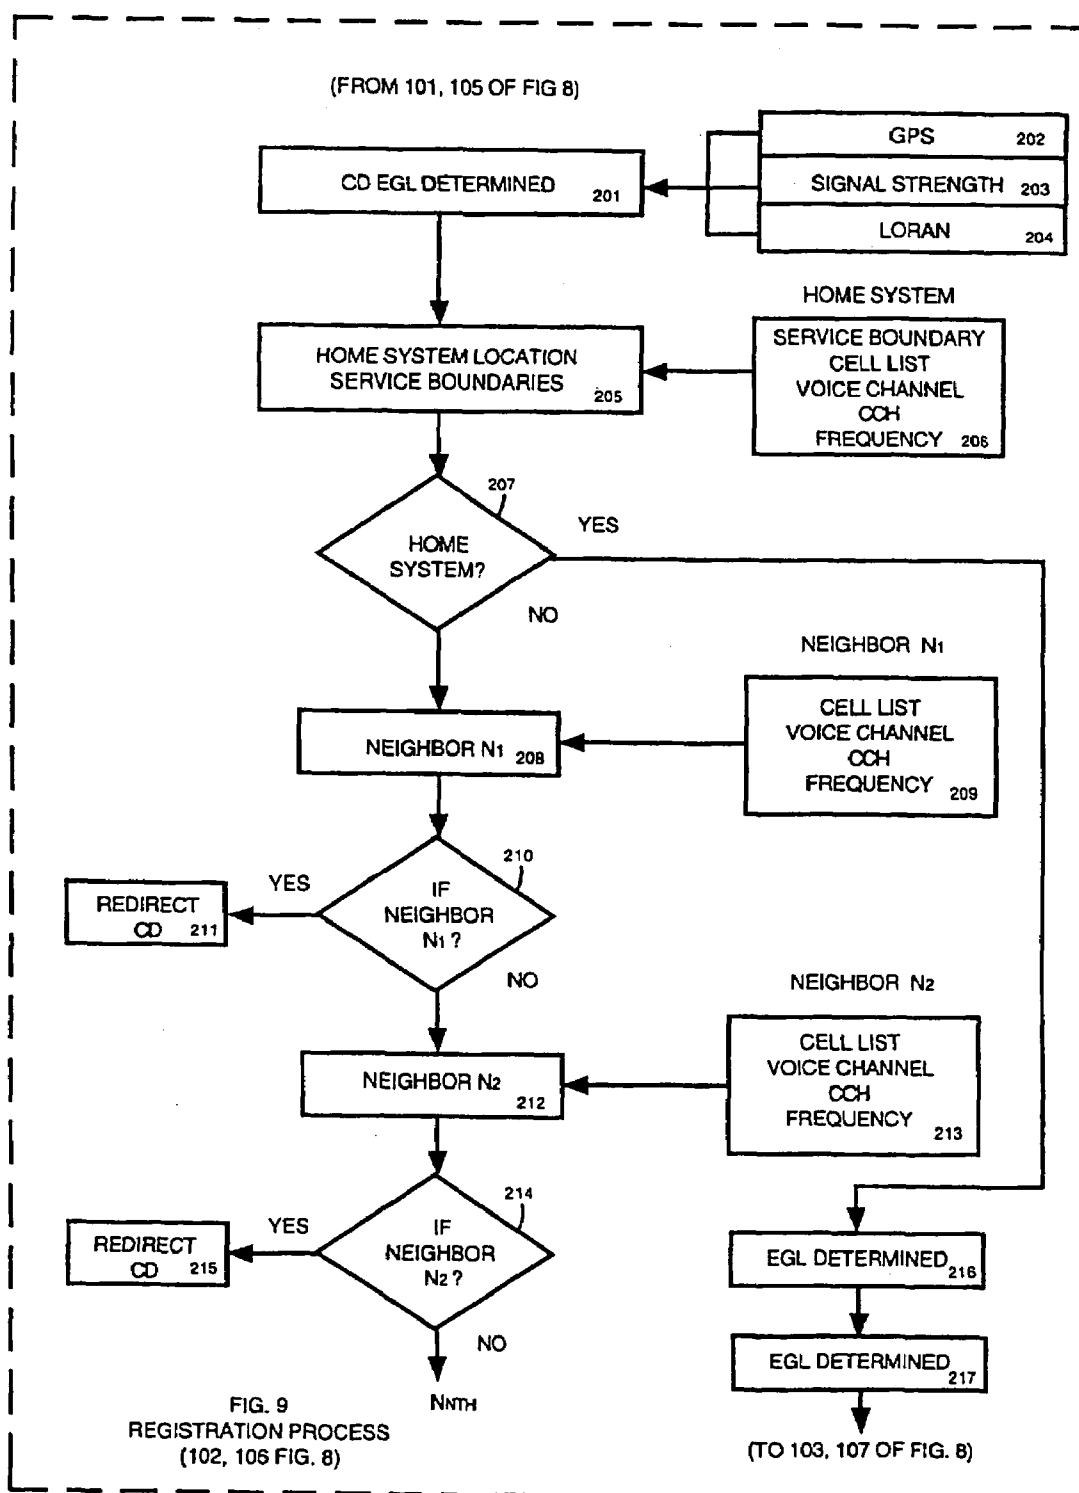 (FROM 101, 105 OF FIG 8)
GPS 202
CD EGL DETERMINED 201
SIGNAL STRENGTH 203
LORAN 204
HOME SYSTEM
HOME SYSTEM LOCATION
SERVICE BOUNDARIES 205
SERVICE BOUNDARY
CELL LIST
VOICE CHANNEL
CCH
FREQUENCY 206
207
YES
HOME
SYSTEM?
NO
NEIGHBOR N1
NEIGHBOR N1 208
CELL LIST
VOICE CHANNEL
CCH
FREQUENCY 209
210
YES
IF
NEIGHBOR
N1?
REDIRECT
CD 211
NO
NEIGHBOR N2
NEIGHBOR N2 212
CELL LIST
VOICE CHANNEL
CCH
FREQUENCY 213
214
YES
IF
NEIGHBOR
N2?
REDIRECT
CD 215
NO
EGL DETERMINED 216
EGL DETERMINED 217
NNTH
FIG. 9
REGISTRATION PROCESS
(102, 106 FIG. 8)
(TO 103, 107 OF FIG. 8)